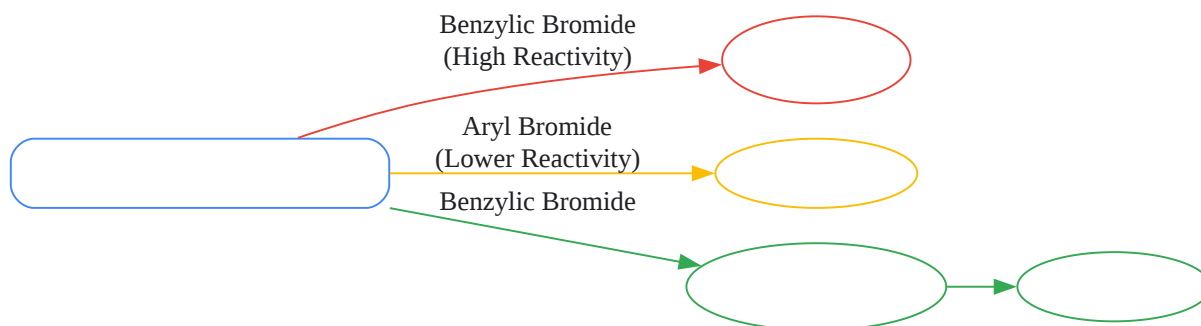 Benzylic Bromide
(High Reactivity)
Aryl Bromide
(Lower Reactivity)
Benzylic Bromide